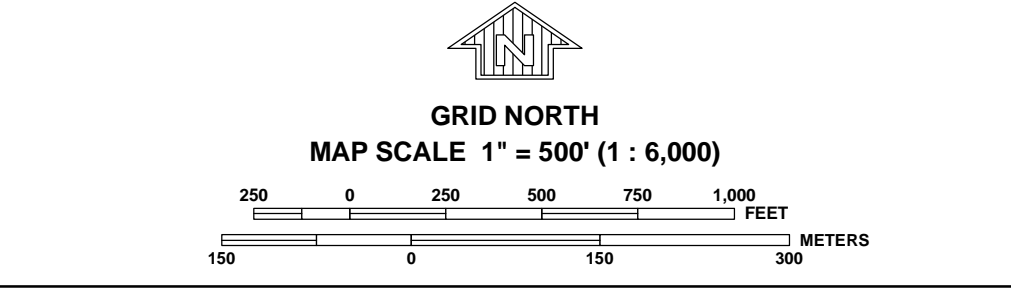 N
GRID NORTH
MAP SCALE 1" = 500' (1 : 6,000)
250 0 250 500 750 1,000
FEET
METERS
150 0 150 300